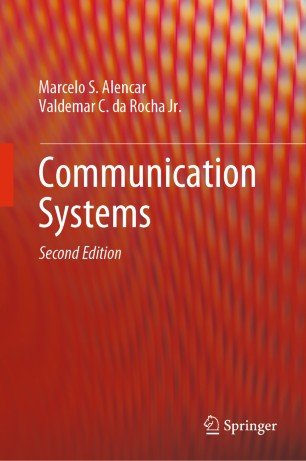 Marcelo S. Alencar
Valdemar C. da Rocha Jr.
Communication
Systems
Second Edition
Springer